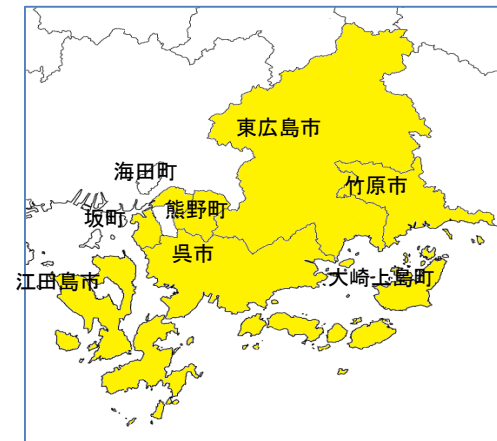 東広島市
海田町
竹原市
熊野町
坂町
呉市
江田島市
大崎上島町